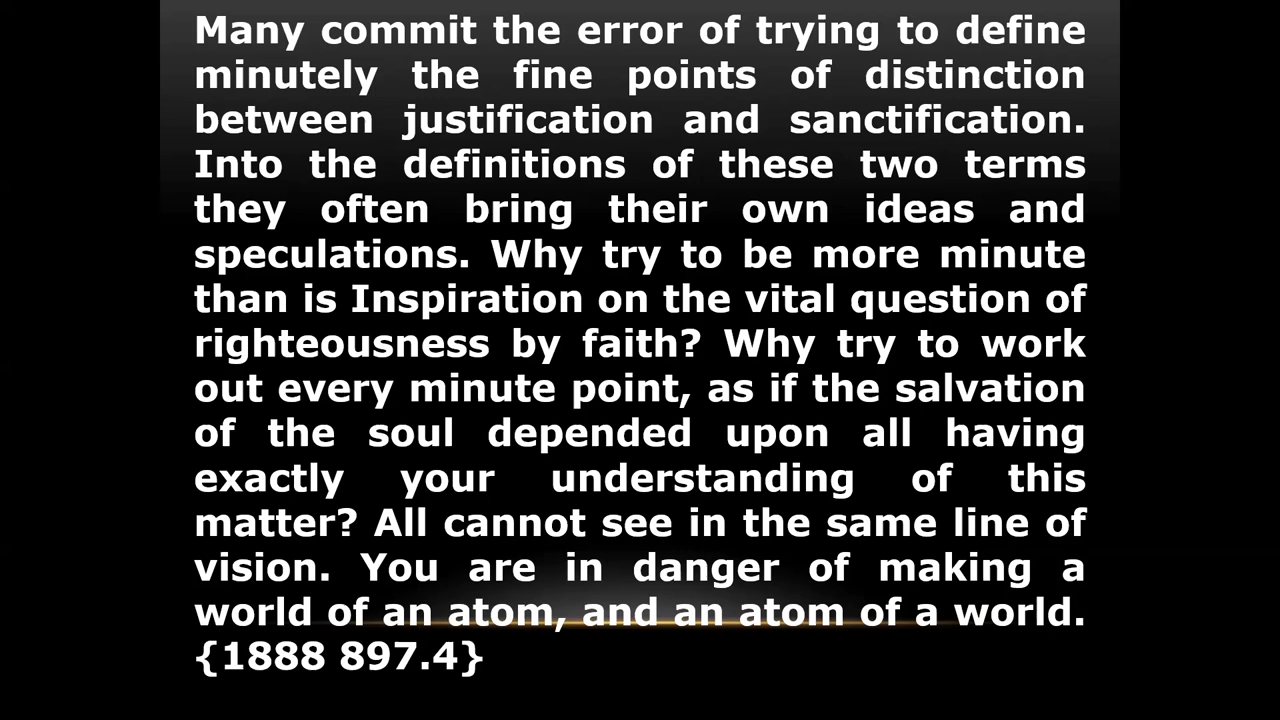 Many commit the error of trying to define
minutely the fine points of distinction
between justification and sanctification.
Into the definitions of these two terms
they often bring their own ideas and
speculations. Why try to be more minute
than is Inspiration on the vital question of
righteousness by faith? Why try to work
out every minute point, as if the salvation
of the soul depended upon all having
exactly your understanding of this
matter? All cannot see in the same line of
vision. You are in danger of making a
world of an atom, and an atom of a world.
{1888 897.4}